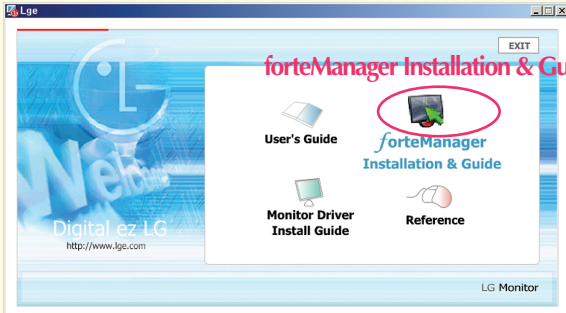 Lge
EXIT
forteManager Installation & Gu
User's Guide
forteManager
Installation & Guide
Monitor Driver
Install Guide
Reference
Welcome
Digital ez LG
http://www.lge.com
LG Monitor